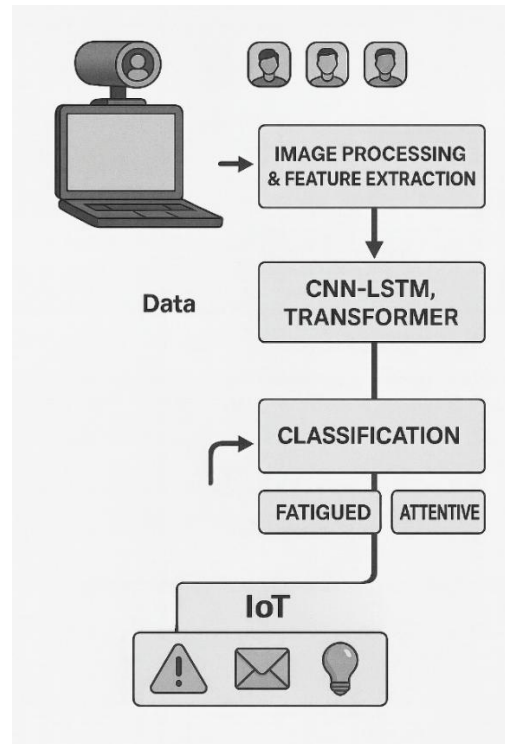 IMAGE PROCESSING
& FEATURE EXTRACTION
Data
CNN-LSTM,
TRANSFORMER
CLASSIFICATION
FATIGUED
ATTENTIVE
IoT